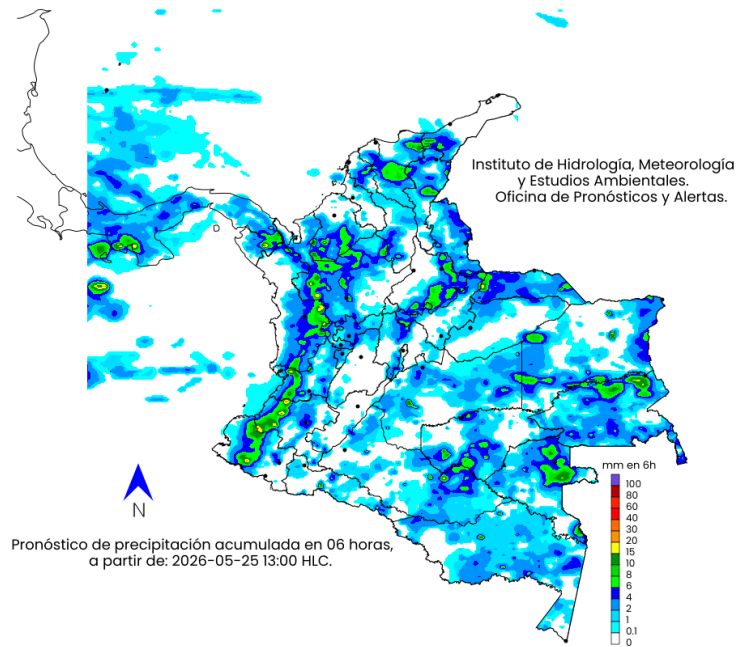 Instituto de Hidrología, Meteorología
y Estudios Ambientales.
Oficina de Pronósticos y Alertas.
mm en 6h
100
80
60
40
30
20
15
10
8
6
4
2
1
0.1
0
N
Pronóstico de precipitación acumulada en 06 horas,
a partir de: 2026-05-25 13:00 HLC.